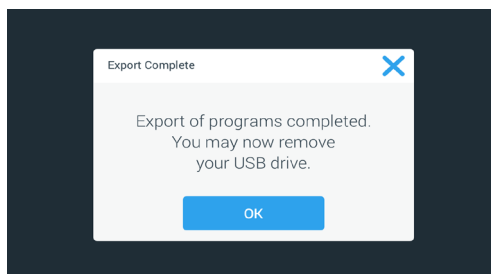 Export Complete
Export of programs completed.
You may now remove
your USB drive.
OK